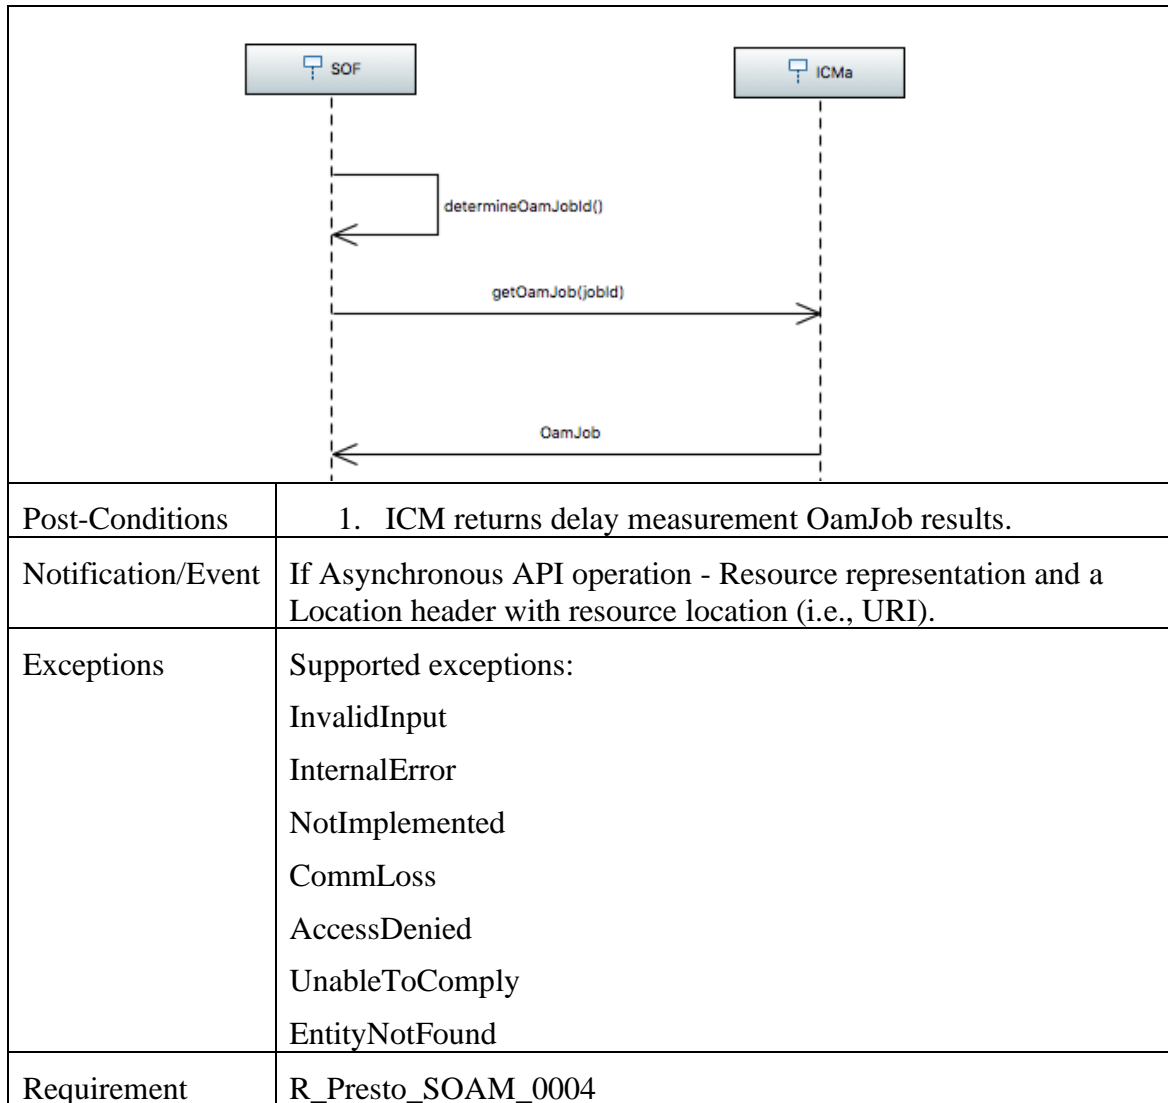 SOF
ICMa
determineOamJobId()
getOamJob(jobId)
OamJob
Post-Conditions
1. ICM returns delay measurement OamJob results.
Notification/Event
If Asynchronous API operation - Resource representation and a
Location header with resource location (i.e., URI).
Exceptions
Supported exceptions:
InvalidInput
InternalError
NotImplemented
CommLoss
AccessDenied
UnableToComply
EntityNotFound
Requirement
R_Presto_SOAM_0004